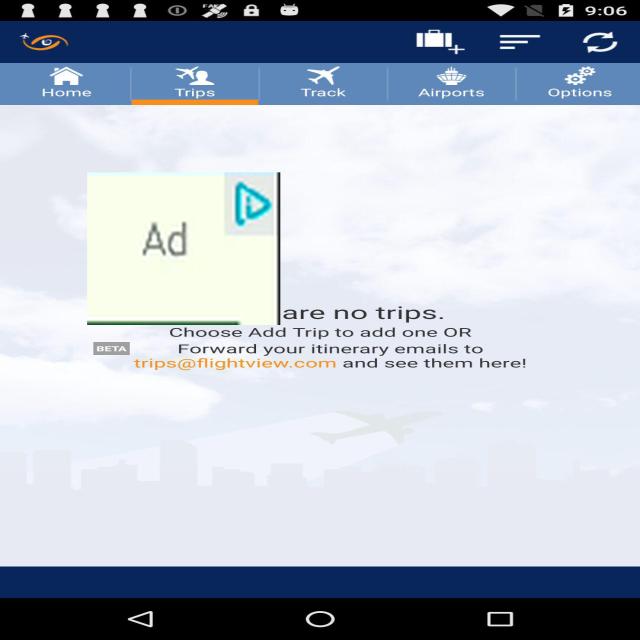 9:06
Home
Trips
Track
Airports
Options
Ad
are no trips.
Choose Add Trip to add one OR
BETA Forward your itinerary emails to
trips@flightview.com and see them here!